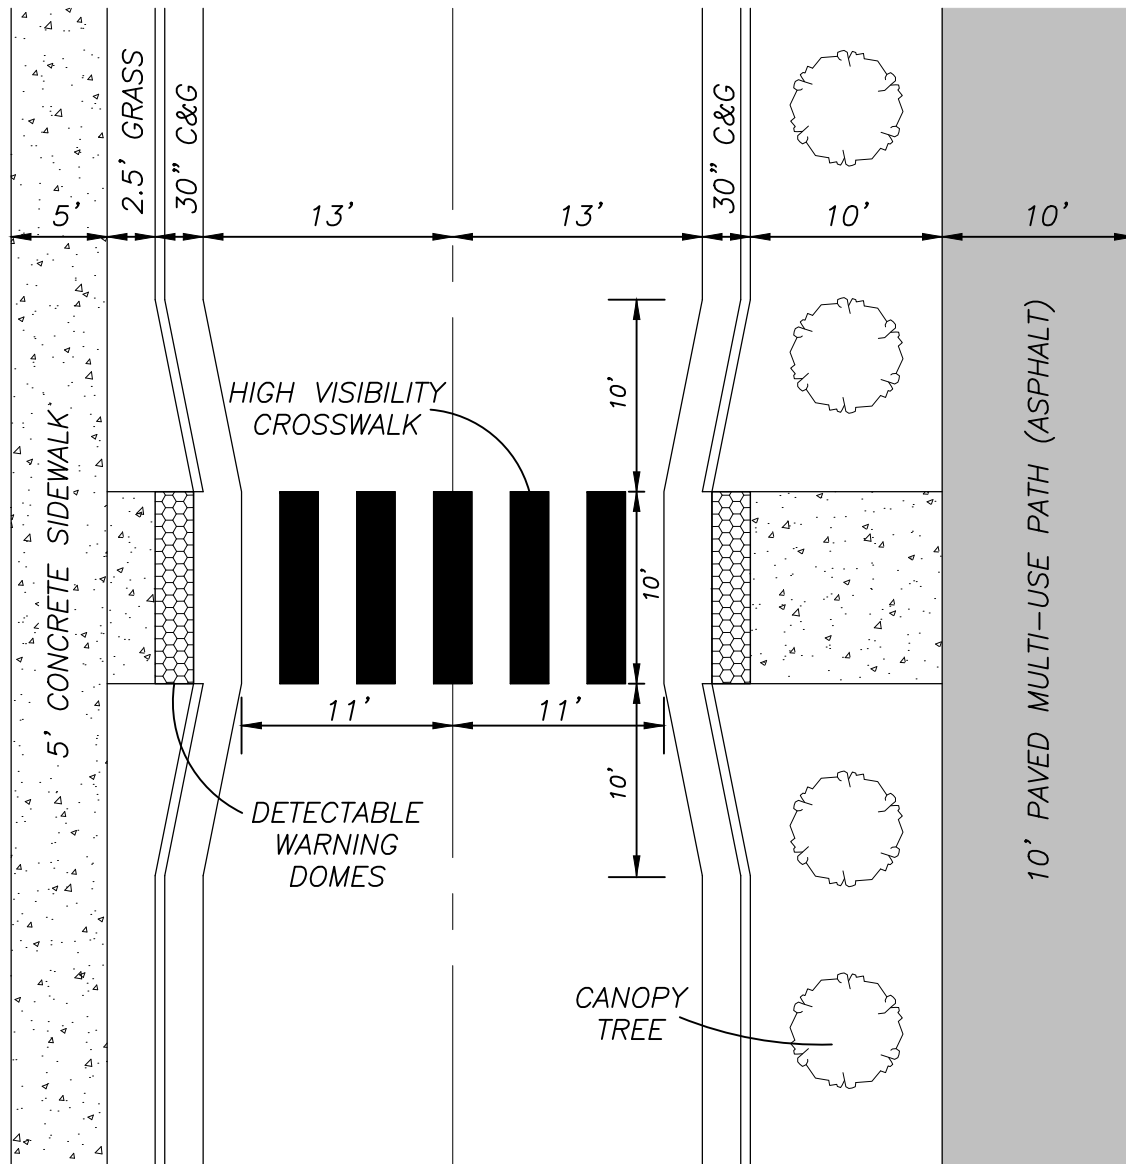 2.5' GRASS
30” C&G
30” C&G
5'
13'
13'
10'
10'
10'
HIGH VISIBILITY
CROSSWALK
5' CONCRETE SIDEWALK
10'
10' PAVED MULTI-USE PATH (ASPHALT)
11'
11'
10'
DETECTABLE
WARNING
DOMES
CANOPY
TREE